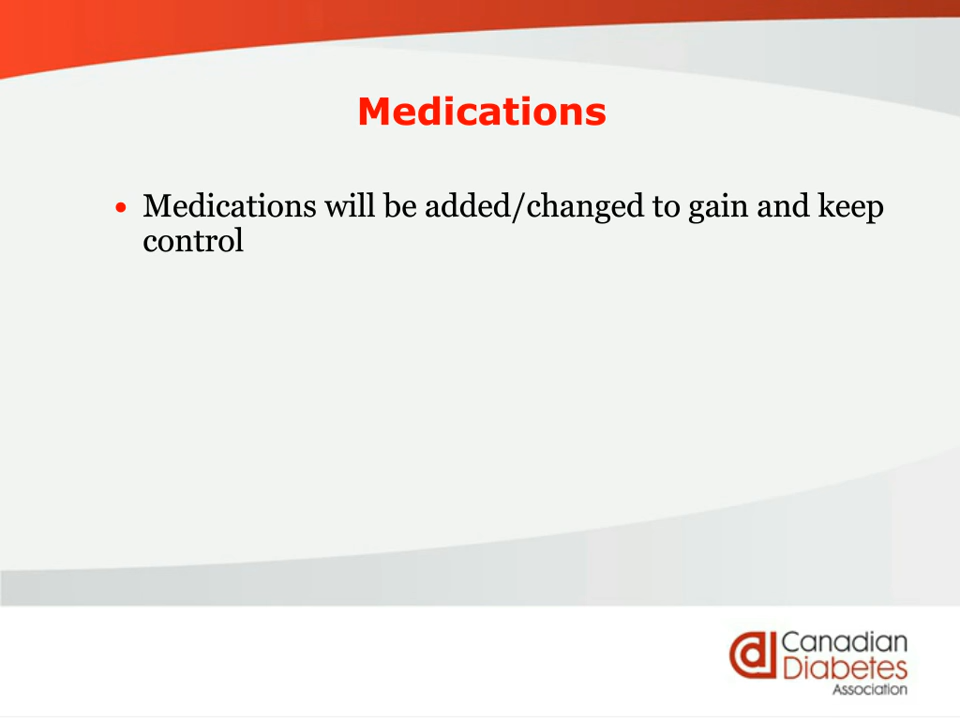 Medications
• Medications will be added/changed to gain and keep
control
Canadian
Diabetes
Association